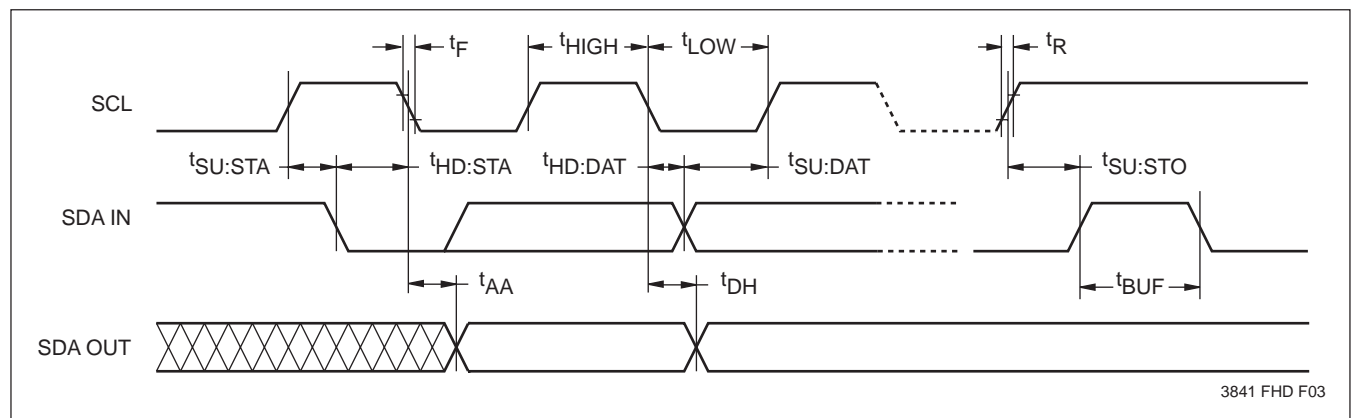 tF
tHIGH
tLOW
tR
SCL
tSU:STA
tHD:STA
tHD:DAT
tSU:DAT
tSU:STO
SDA IN
tAA
tDH
tBUF
SDA OUT
3841 FHD F03